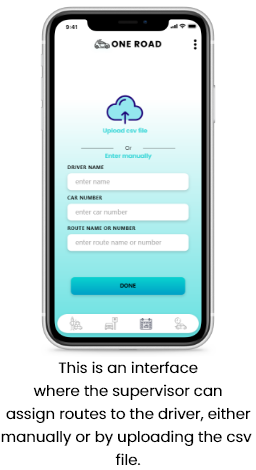 9:41
ONE ROAD
Upload csv file
Or
Enter manually
DRIVER NAME
enter name
CAR NUMBER
enter car number
ROUTE NAME OR NUMBER
enter route name or number
DONE
This is an interface
where the supervisor can
assign routes to the driver, either
manually or by uploading the csv
file.